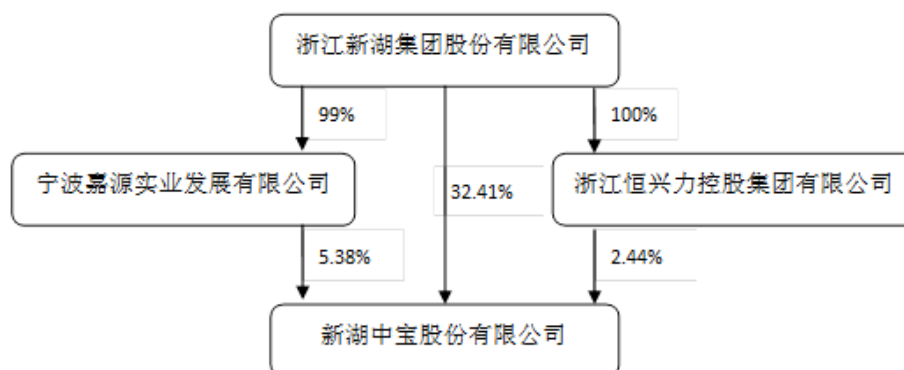 浙江新湖集团股份有限公司
99%
100%
宁波嘉源实业发展有限公司
32.41%
浙江恒兴力控股集团有限公司
5.38%
2.44%
新湖中宝股份有限公司